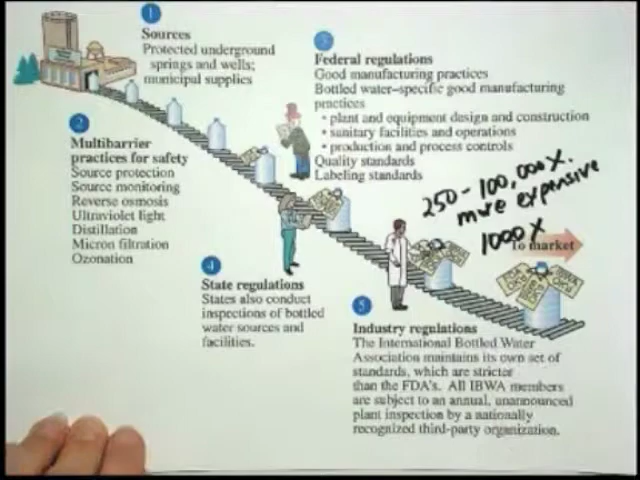 1
Sources
Protected underground
springs and wells;
municipal supplies
2
Multibarrier
practices for safety
Source protection
Source monitoring
Reverse osmosis
Ultraviolet light
Distillation
Micron filtration
Ozonation
Federal regulations
Good manufacturing practices
Bottled water–specific good manufacturing
practices
• plant and equipment design and construction
• sanitary facilities and operations
• production and process controls
Quality standards
Labeling standards
250 - 100,000 X.
more expensive
1000 X
to market
4
State regulations
States also conduct
inspections of bottled
water sources and
facilities.
5
Industry regulations
The International Bottled Water
Association maintains its own set of
standards, which are stricter
than the FDA's. All IBWA members
are subject to an annual, unannounced
plant inspection by a nationally
recognized third-party organization.